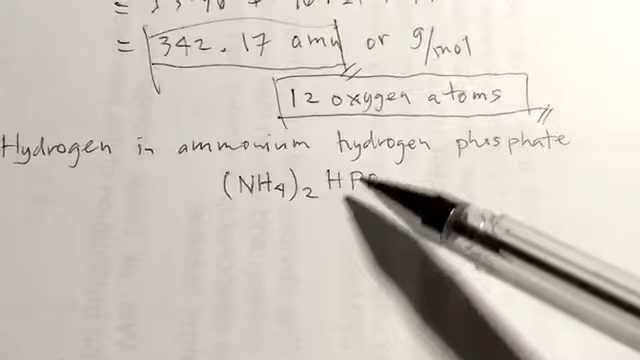 = 342.17 amu or g/mol
12 oxygen atoms
Hydrogen in ammonium hydrogen phosphate
(NH4)2 HP